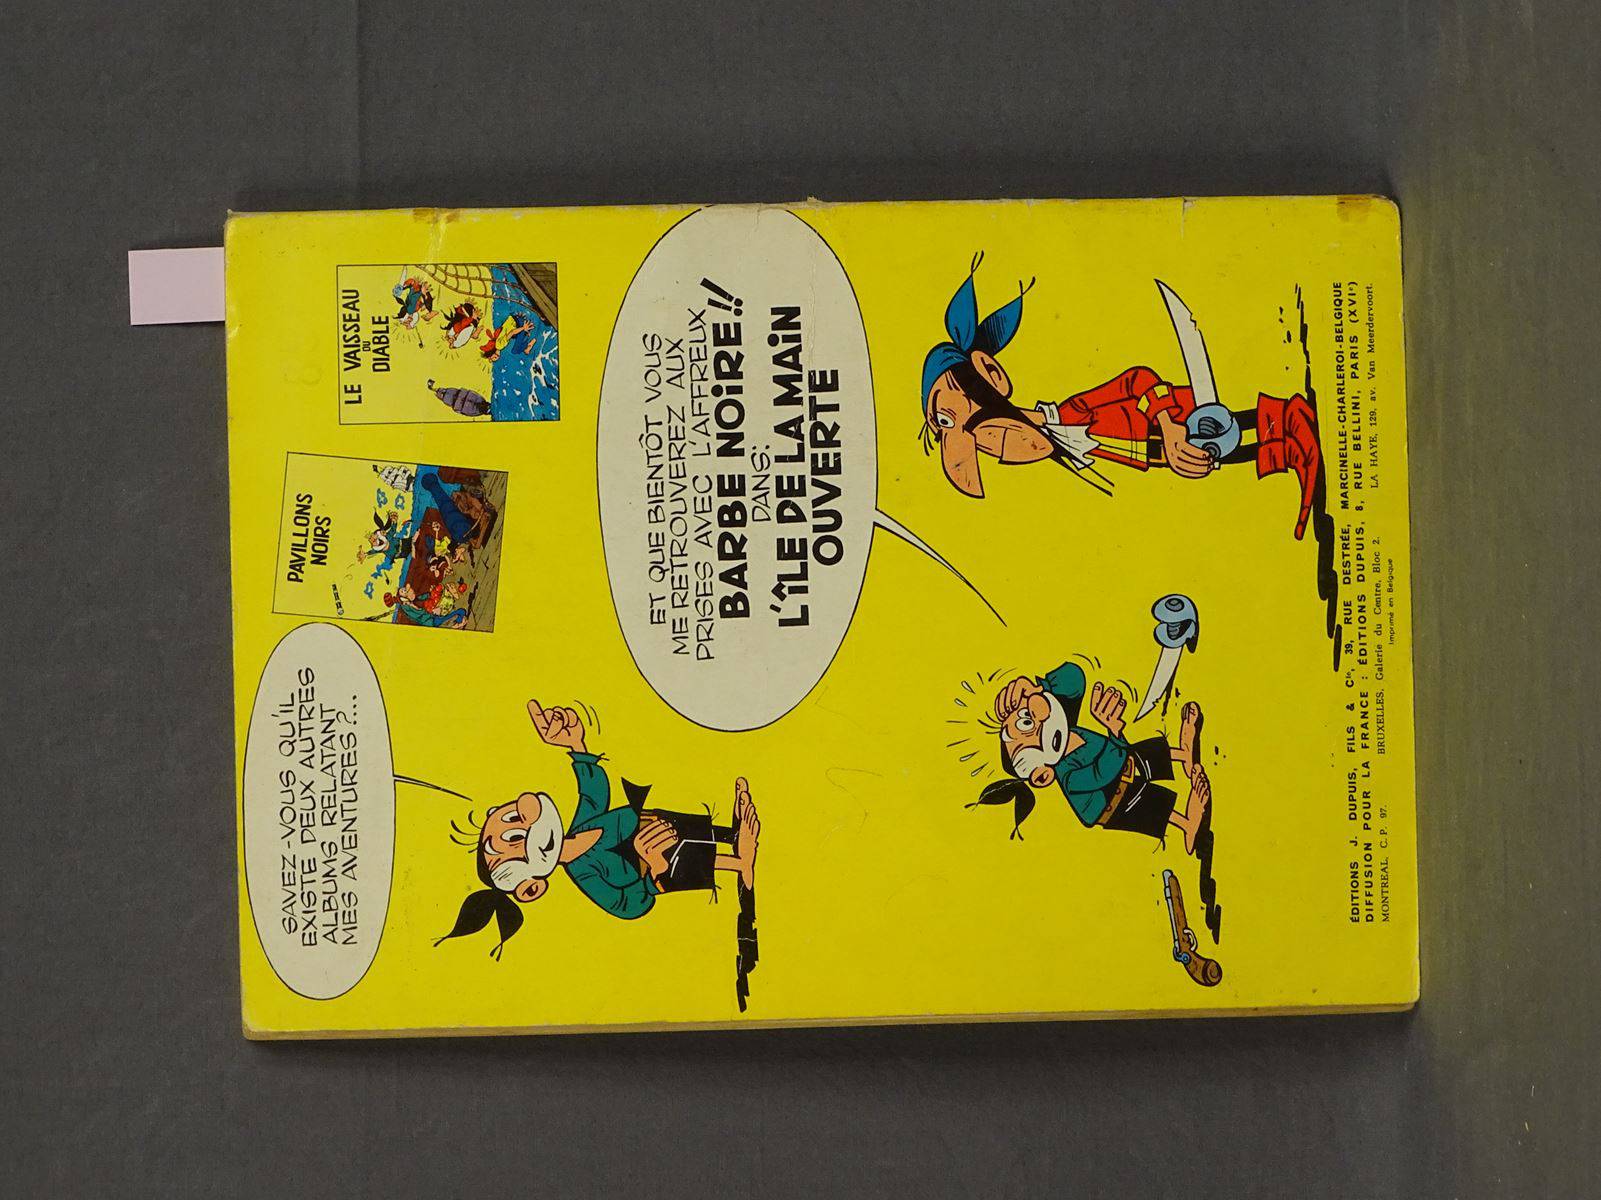 SAVEZ-VOUS QU'IL
EXISTE DEUX AUTRES
ALBUMS RELATANT
MES AVENTURES?....
PAVILLONS
NOIRS
LE VAISSEAU
DU
DIABLE
ET QUE BIENTÔT VOUS
ME RETROUVEREZ AUX
PRISES AVEC L'AFFREUX
BARBE NOIRE!!
DANS:
L'ÎLE DE LA MAIN
OUVERTE
ÉDITIONS J. DUPUIS, FILS & Cie, 39, RUE DESTRÉE, MARCINELLE-CHARLEROI-BELGIQUE
DIFFUSION POUR LA FRANCE : ÉDITIONS DUPUIS, 8, RUE BELLINI, PARIS (XVIe)
MONTREAL, C. P. 97. BRUXELLES, Galerie du Centre, Bloc 2. LA HAYE, 129, av. Van Meerdervoort.
Imprimé en Belgique